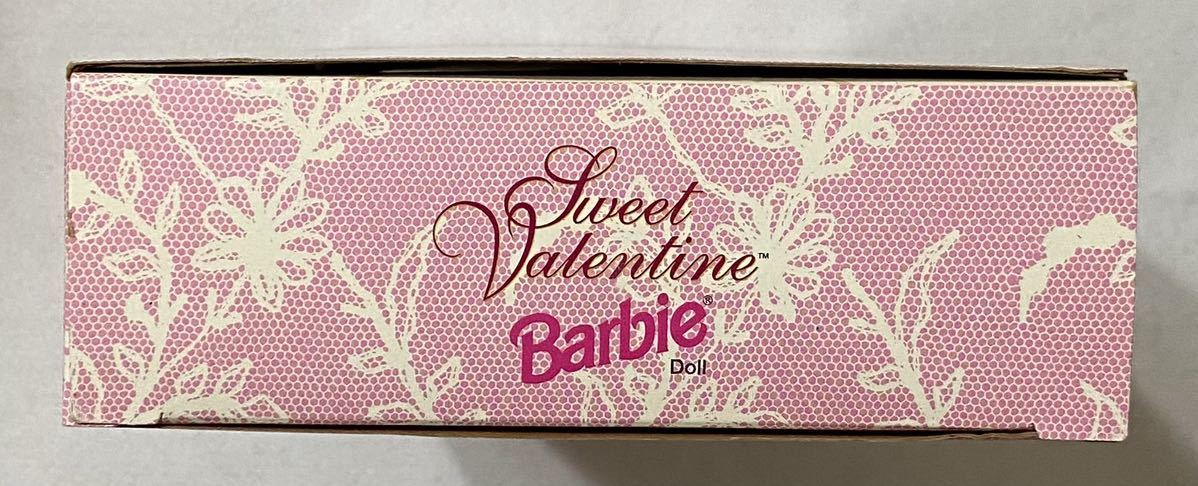 Sweet
Valentine™
Barbie®
Doll